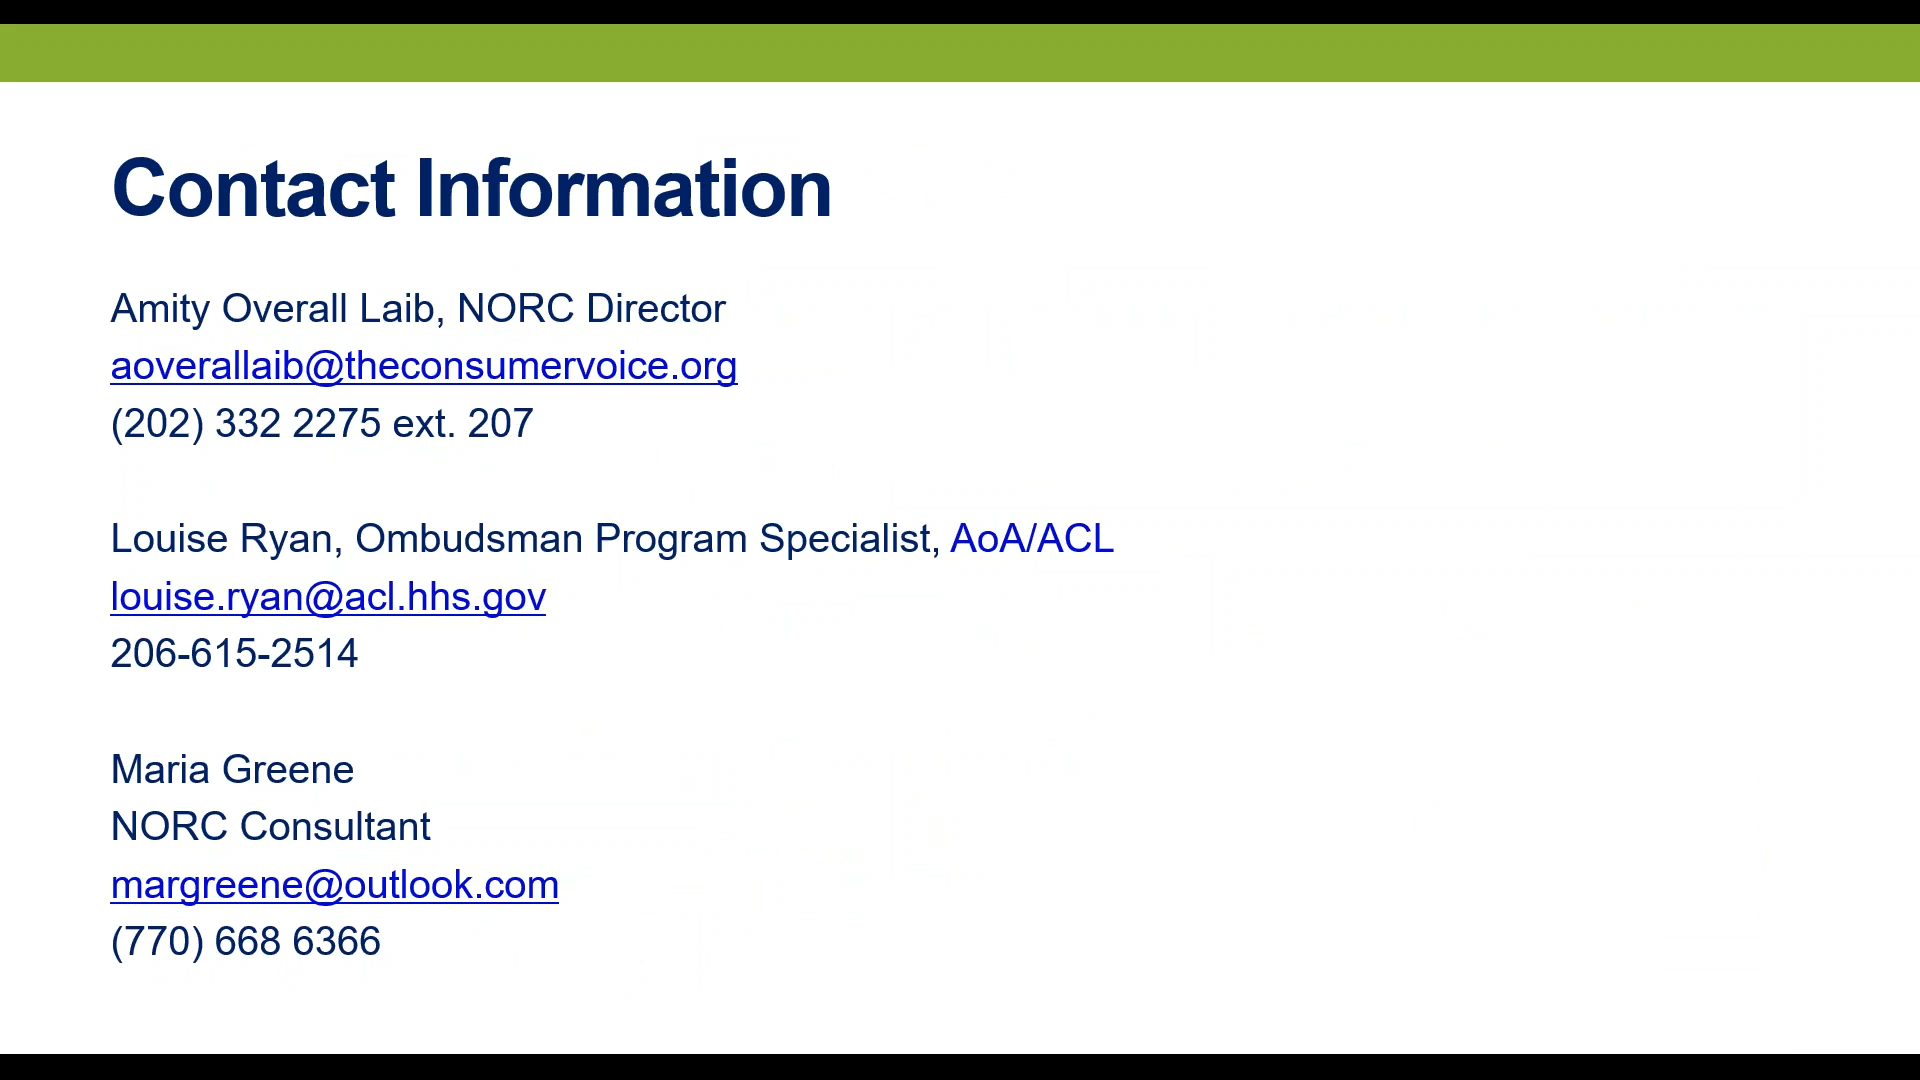 Contact Information
Amity Overall Laib, NORC Director
aoverallaib@theconsumervoice.org
(202) 332 2275 ext. 207
Louise Ryan, Ombudsman Program Specialist, AoA/ACL
louise.ryan@acl.hhs.gov
206-615-2514
Maria Greene
NORC Consultant
margreene@outlook.com
(770) 668 6366